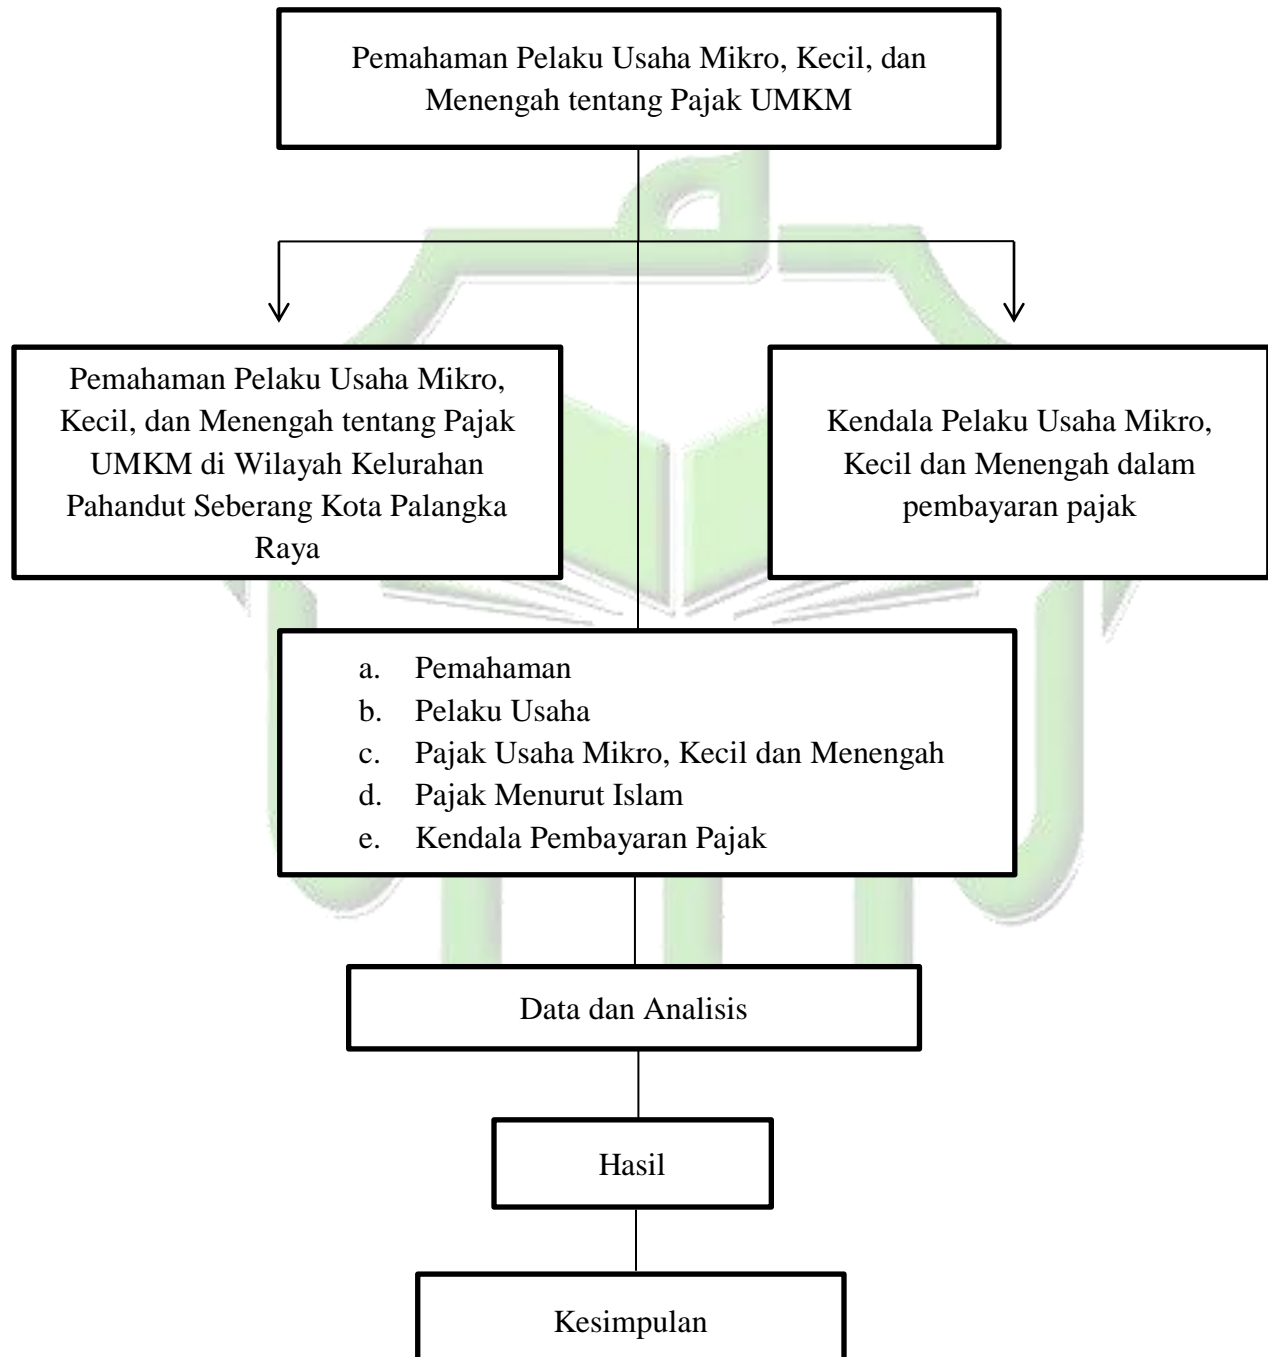 Pemahaman Pelaku Usaha Mikro, Kecil, dan
Menengah tentang Pajak UMKM
Pemahaman Pelaku Usaha Mikro,
Kecil, dan Menengah tentang Pajak
UMKM di Wilayah Kelurahan
Pahandut Seberang Kota Palangka
Raya
Kendala Pelaku Usaha Mikro,
Kecil dan Menengah dalam
pembayaran pajak
a. Pemahaman
b. Pelaku Usaha
c. Pajak Usaha Mikro, Kecil dan Menengah
d. Pajak Menurut Islam
e. Kendala Pembayaran Pajak
Data dan Analisis
Hasil
Kesimpulan